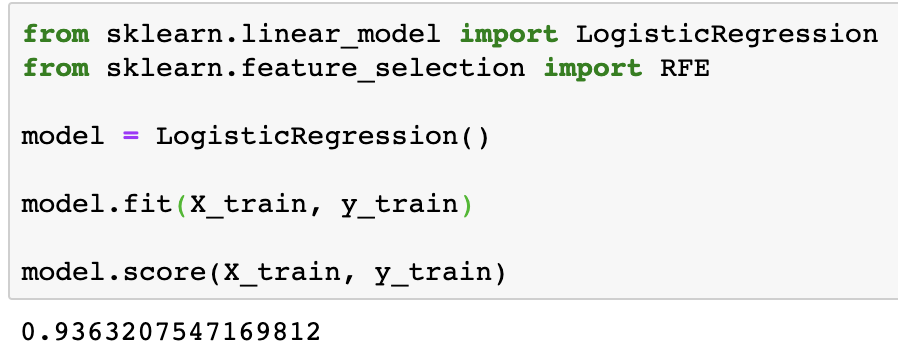 from sklearn.linear_model import LogisticRegression
from sklearn.feature_selection import RFE
model = LogisticRegression()
model.fit(X_train, y_train)
model.score(X_train, y_train)
0.9363207547169812